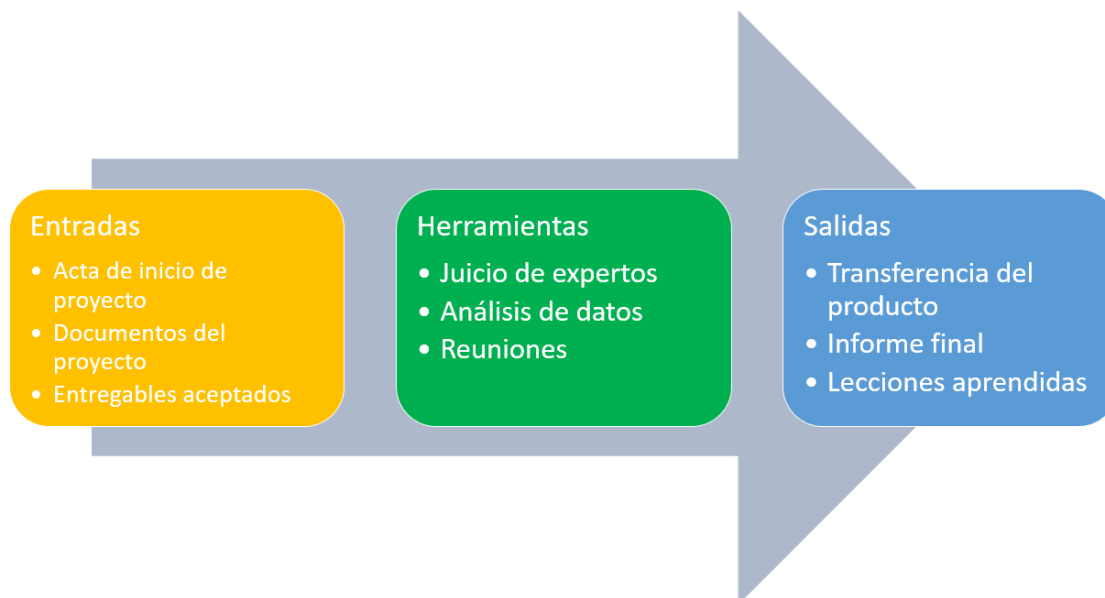 Entradas
• Acta de inicio de
proyecto
• Documentos del
proyecto
• Entregables aceptados
Herramientas
• Juicio de expertos
• Análisis de datos
• Reuniones
Salidas
• Transferencia del
producto
• Informe final
• Lecciones aprendidas